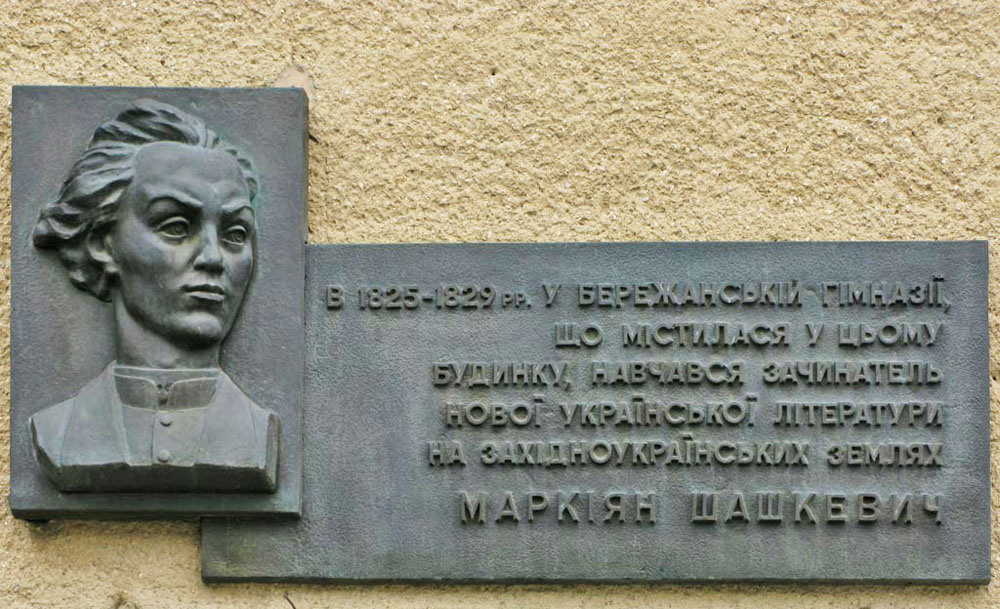 В 1825-1829 РР. У БЕРЕЖАНСЬКІЙ ГІМНАЗІЇ,
ЩО МІСТИЛАСЯ У ЦЬОМУ
БУДИНКУ, НАВЧАВСЯ ЗАЧИНАТЕЛЬ
НОВОЇ УКРАЇНСЬКОЇ ЛІТЕРАТУРИ
НА ЗАХІДНОУКРАЇНСЬКИХ ЗЕМЛЯХ
МАРКІЯН ШАШКЕВИЧ